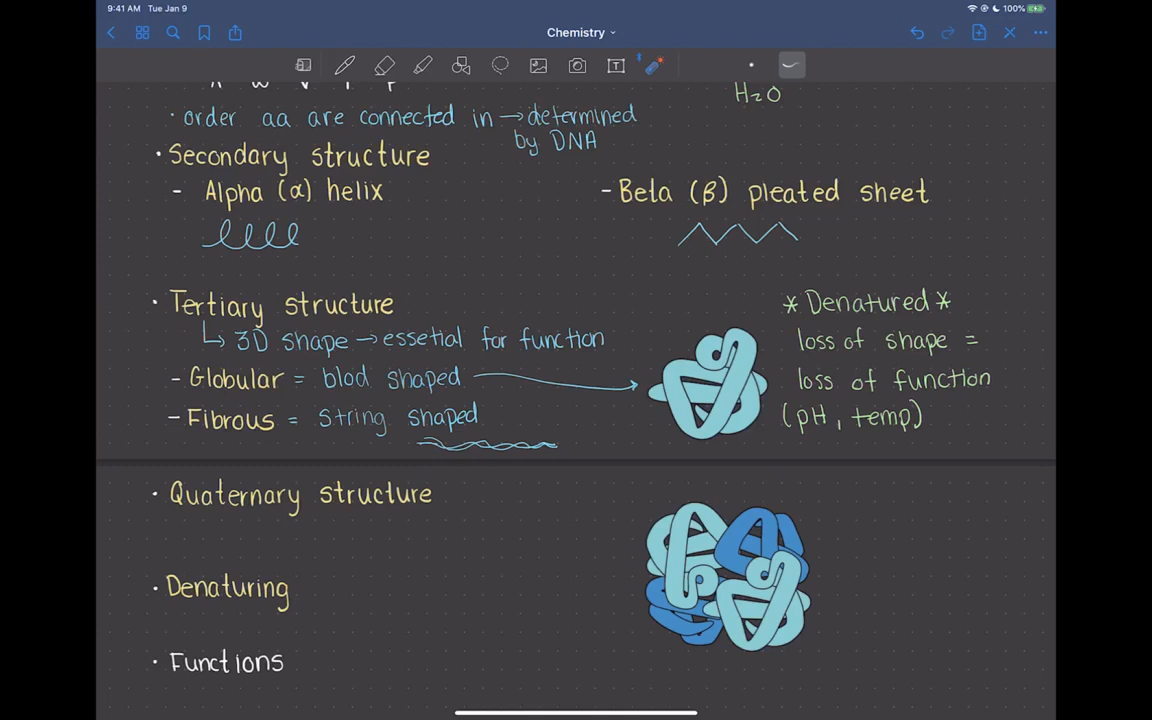 9:41 AM Tue Jan 9
100%
Chemistry
· order aa are connected in → determined
by DNA
H₂O
· Secondary structure
- Alpha (α) helix
- Beta (β) pleated sheet
· Tertiary structure
↳ 3D shape → essetial for function
- Globular = blod shaped
- Fibrous = string shaped
* Denatured *
loss of shape =
loss of function
(pH, temp)
· Quaternary structure
· Denaturing
· Functions